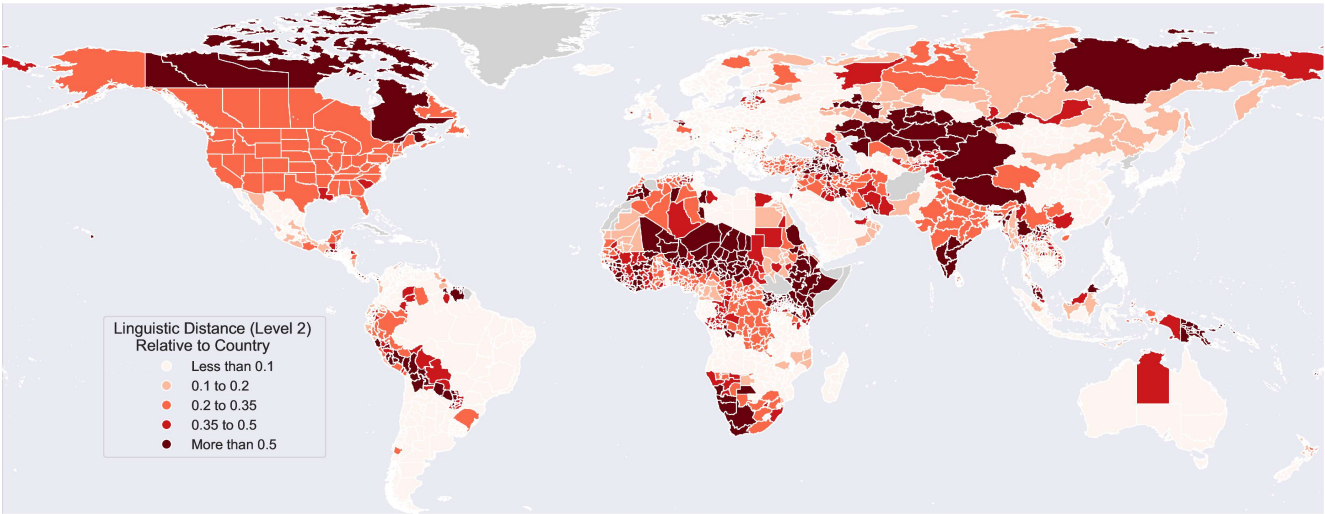 Linguistic Distance (Level 2)
Relative to Country
Less than 0.1
0.1 to 0.2
0.2 to 0.35
0.35 to 0.5
More than 0.5